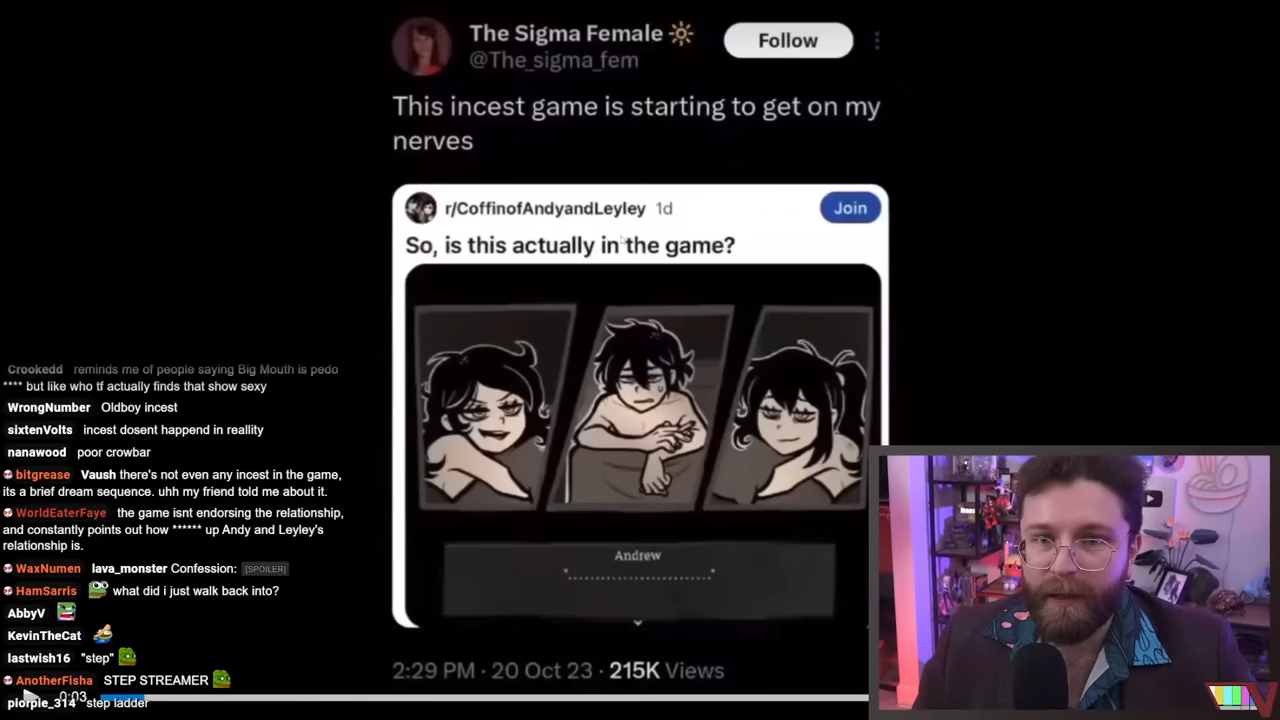 The Sigma Female
@The_sigma_fem
Follow
This incest game is starting to get on my
nerves
r/CoffinofAndyandLeyley 1d
Join
So, is this actually in the game?
Andrew
"..........................."
2:29 PM · 20 Oct 23 · 215K Views
Crookedd reminds me of people saying Big Mouth is pedo
**** but like who tf actually finds that show sexy
WrongNumber Oldboy incest
sixtenVolts incest dosent happend in reallity
nanawood poor crowbar
bitgrease Vaush there's not even any incest in the game,
its a brief dream sequence. uhh my friend told me about it.
WorldEaterFaye the game isnt endorsing the relationship,
and constantly points out how ****** up Andy and Leyley's
relationship is.
WaxNumen lava_monster Confession: [SPOILER]
HamSarris what did i just walk back into?
AbbyV
KevinTheCat
lastwish16 "step"
AnotherFisha STEP STREAMER
0:03
piorpie_314 "step ladder"
V